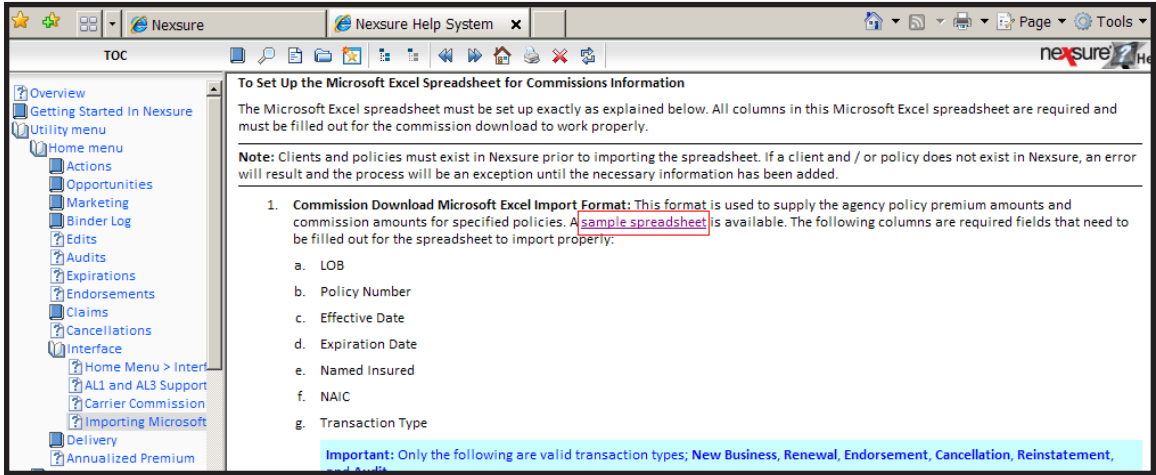 Nexsure
Nexsure Help System
Page
Tools
TOC
nexsure
He
Overview
Getting Started In Nexsure
Utility menu
Home menu
Actions
Opportunities
Marketing
Binder Log
Edits
Audits
Expirations
Endorsements
Claims
Cancellations
Interface
Home Menu > Interf
AL1 and AL3 Support
Carrier Commission
Importing Microsoft
Delivery
Annualized Premium
To Set Up the Microsoft Excel Spreadsheet for Commissions Information
The Microsoft Excel spreadsheet must be set up exactly as explained below. All columns in this Microsoft Excel spreadsheet are required and
must be filled out for the commission download to work properly.
Note: Clients and policies must exist in Nexsure prior to importing the spreadsheet. If a client and / or policy does not exist in Nexsure, an error
will result and the process will be an exception until the necessary information has been added.
1. Commission Download Microsoft Excel Import Format: This format is used to supply the agency policy premium amounts and
commission amounts for specified policies. A sample spreadsheet is available. The following columns are required fields that need to
be filled out for the spreadsheet to import properly:
a. LOB
b. Policy Number
c. Effective Date
d. Expiration Date
e. Named Insured
f. NAIC
g. Transaction Type
Important: Only the following are valid transaction types; New Business, Renewal, Endorsement, Cancellation, Reinstatement,
and Audit